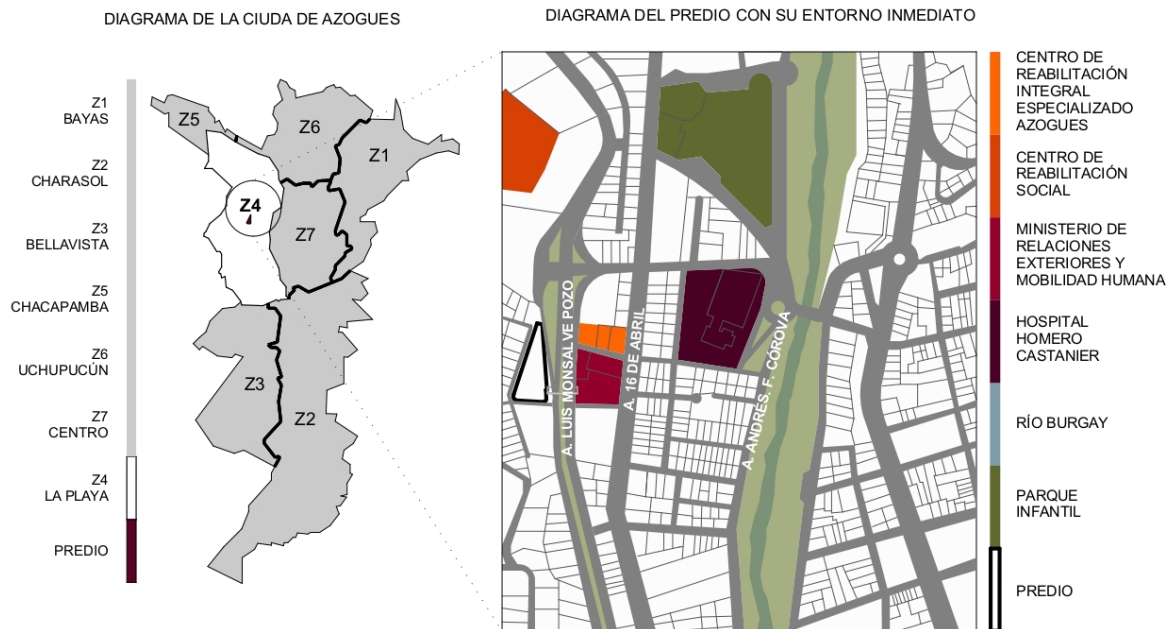 DIAGRAMA DE LA CIUDA DE AZOGUES
Z1
BAYAS
Z2
CHARASOL
Z3
BELLAVISTA
Z5
CHACAPAMBA
Z6
UCHUPUCÚN
Z7
CENTRO
Z4
LA PLAYA
PREDIO
Z5
Z6
Z1
Z4
Z7
Z3
Z2
DIAGRAMA DEL PREDIO CON SU ENTORNO INMEDIATO
A. LUIS MONSALVE POZO
A. 16 DE ABRIL
A. ANDRES. F. CÓROVA
CENTRO DE
REABILITACIÓN
INTEGRAL
ESPECIALIZADO
AZOGUES
CENTRO DE
REABILITACIÓN
SOCIAL
MINISTERIO DE
RELACIONES
EXTERIORES Y
MOBILIDAD HUMANA
HOSPITAL
HOMERO
CASTANIER
RÍO BURGAY
PARQUE
INFANTIL
PREDIO